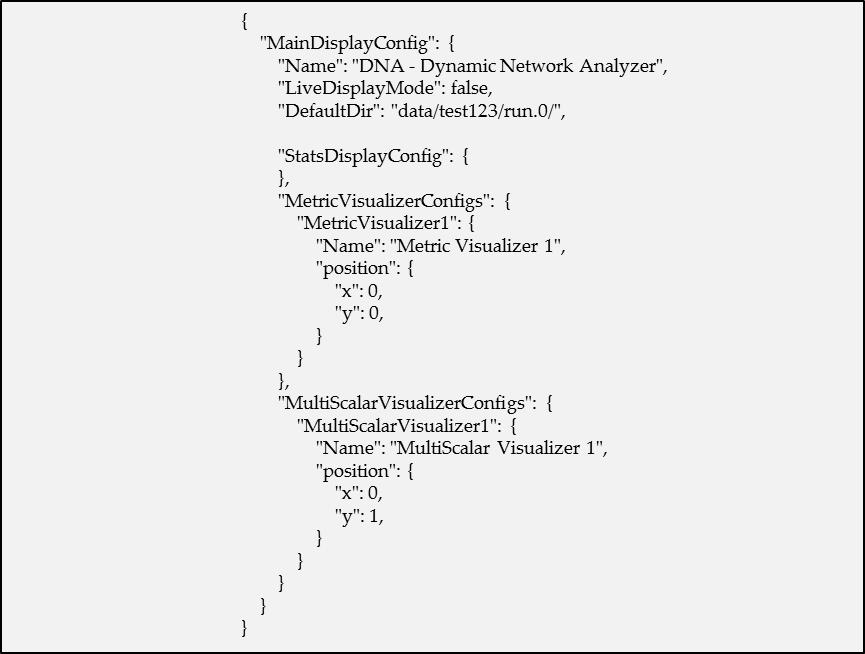 {
"MainDisplayConfig": {
"Name": "DNA - Dynamic Network Analyzer",
"LiveDisplayMode": false,
"DefaultDir": "data/test123/run.0/",
"StatsDisplayConfig": {
},
"MetricVisualizerConfigs": {
"MetricVisualizer1": {
"Name": "Metric Visualizer 1",
"position": {
"x": 0,
"y": 0,
}
}
},
"MultiScalarVisualizerConfigs": {
"MultiScalarVisualizer1": {
"Name": "MultiScalar Visualizer 1",
"position": {
"x": 0,
"y": 1,
}
}
}
}
}